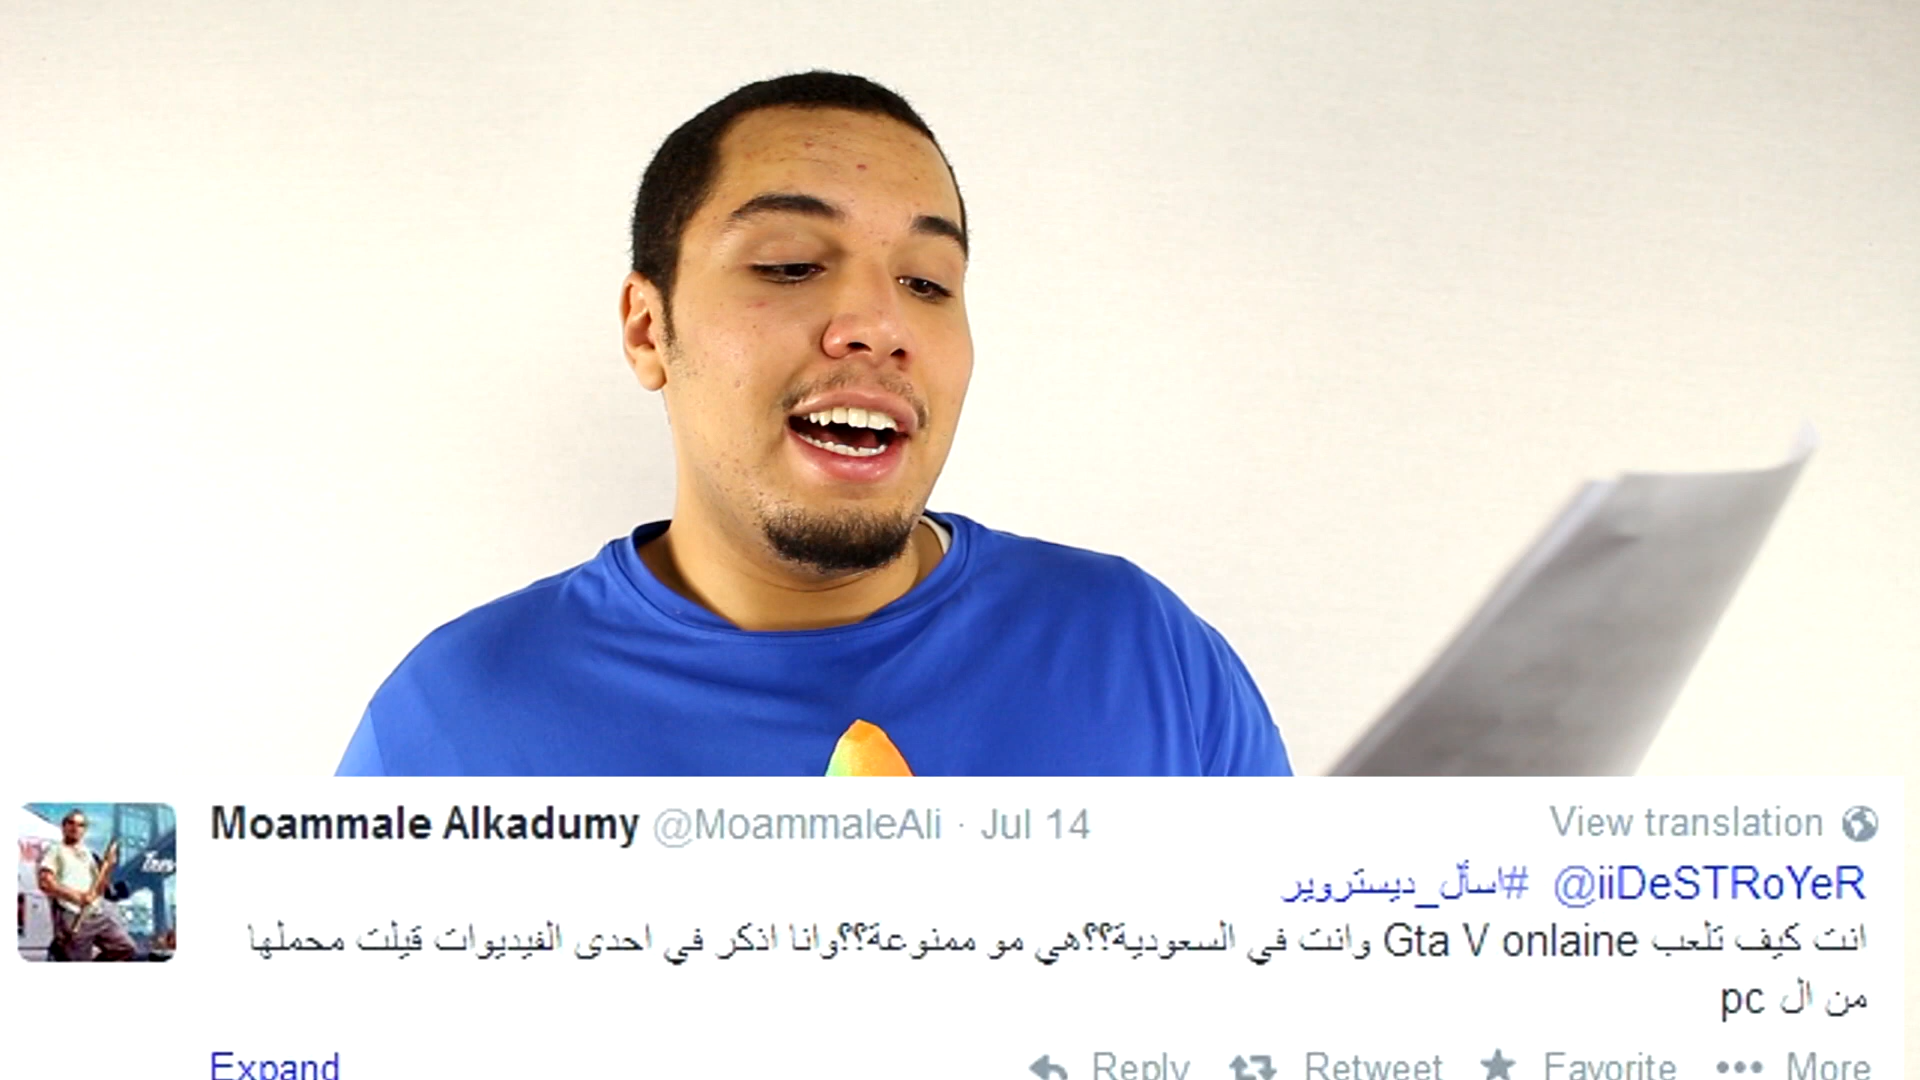 Moammale Alkadumy @MoammaleAli · Jul 14 View translation
@iiDeSTRoYeR #اسأل_ديسترویر
انت كيف تلعب Gta V onlaine وانت في السعودية؟؟هي مو ممنوعة؟؟وانا اذكر في احدى الفيديوات قيلت محملها
من ال pc
Expand Reply Retweet Favorite More